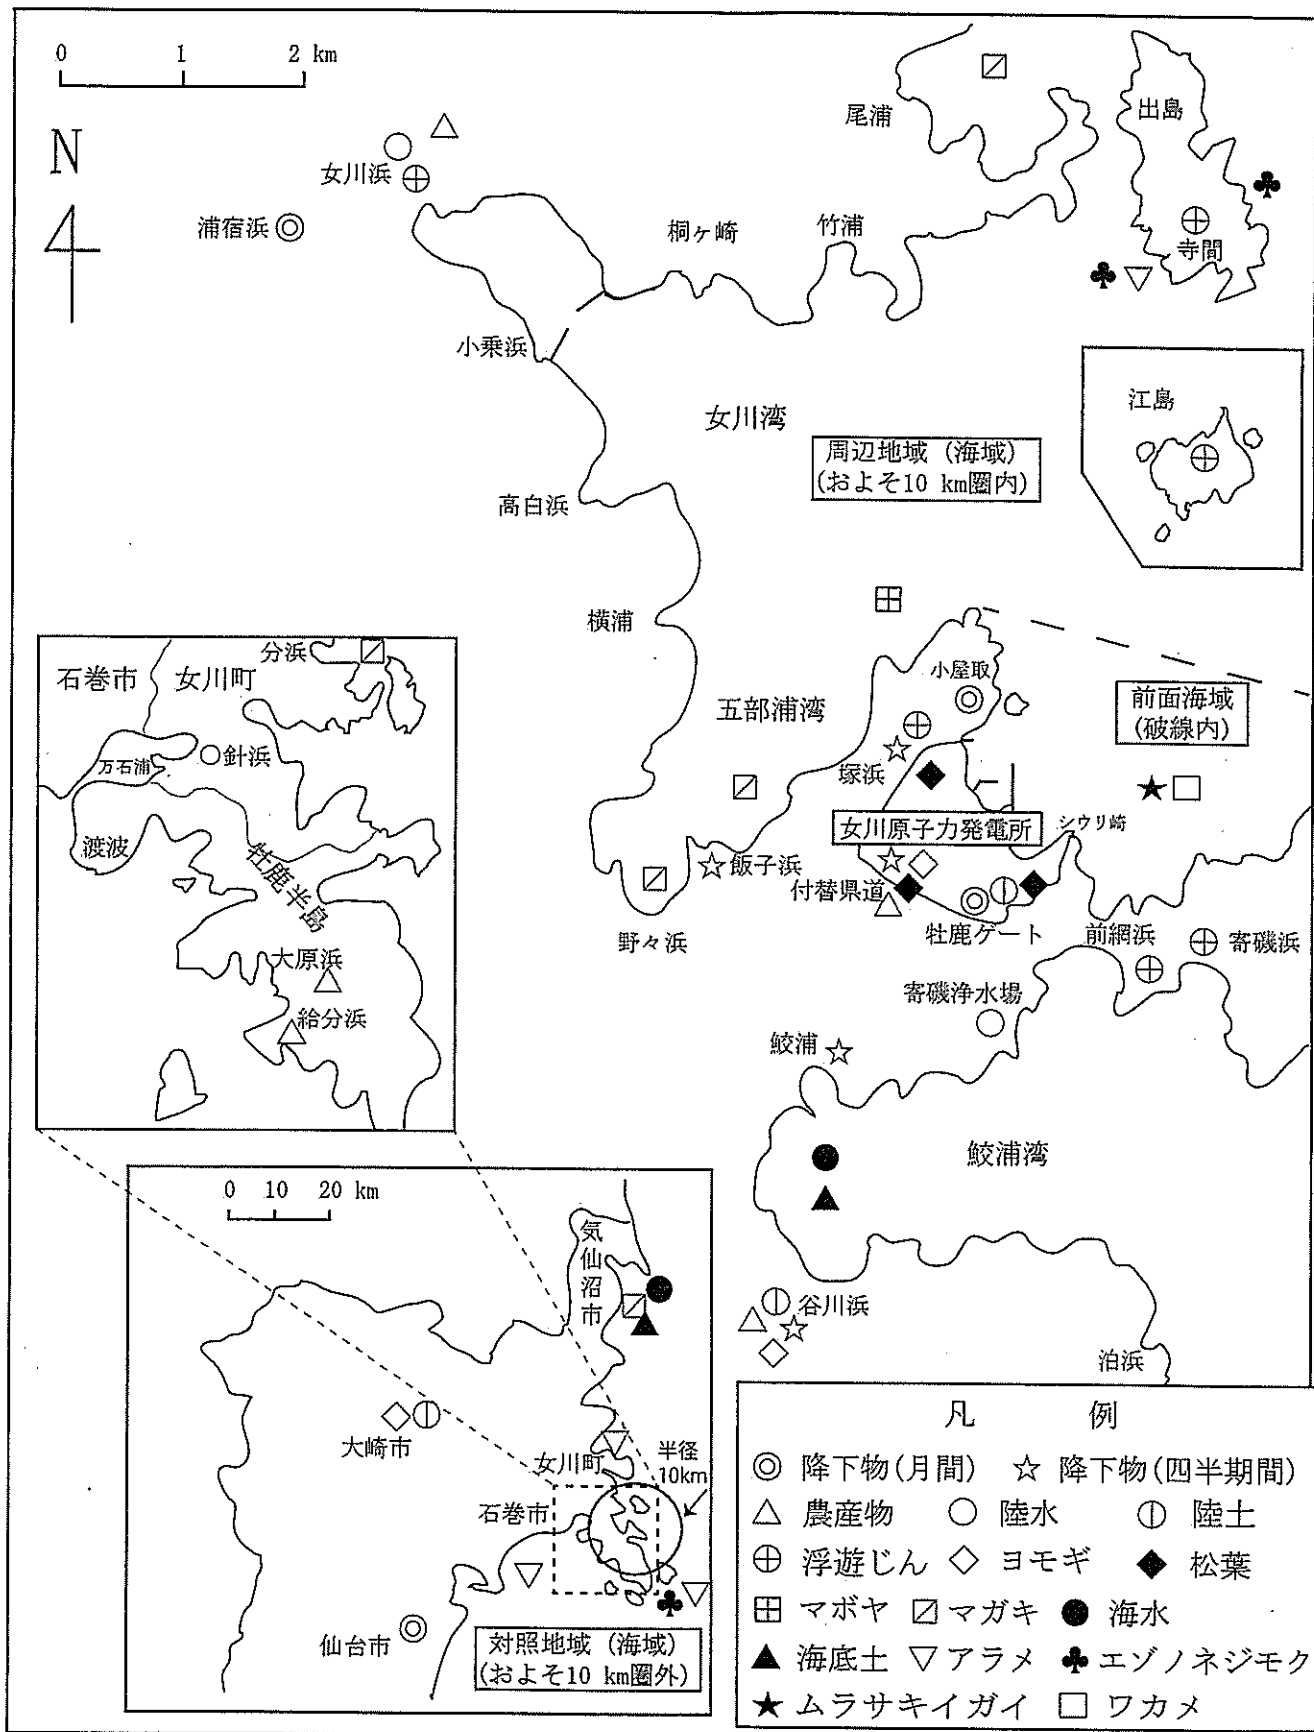 0 1 2 km
N
尾浦
出島
女川浜
浦宿浜
桐ヶ崎
竹浦
寺間
小乗浜
女川湾
江島
周辺地域 (海域)
(およそ10 km圏内)
高白浜
横浦
小屋取
五部浦湾
前面海域
(破線内)
塚浜
女川原子力発電所
シウリ崎
飯子浜
付替県道
野々浜
牡鹿ゲート
前網浜
寄磯浜
寄磯浄水場
鮫浦
鮫浦湾
谷川浜
泊浜
分浜
石巻市
女川町
万石浦
針浜
渡波
牡鹿半島
大原浜
給分浜
0 10 20 km
気仙沼市
大崎市
女川町
半径
10km
石巻市
仙台市
対照地域 (海域)
(およそ10 km圏外)
凡 例
降下物(月間) 降下物(四半期間)
農産物 陸水 陸土
浮遊じん ヨモギ 松葉
マボヤ マガキ 海水
海底土 アラメ エゾノネジモク
ムラサキイガイ ワカメ